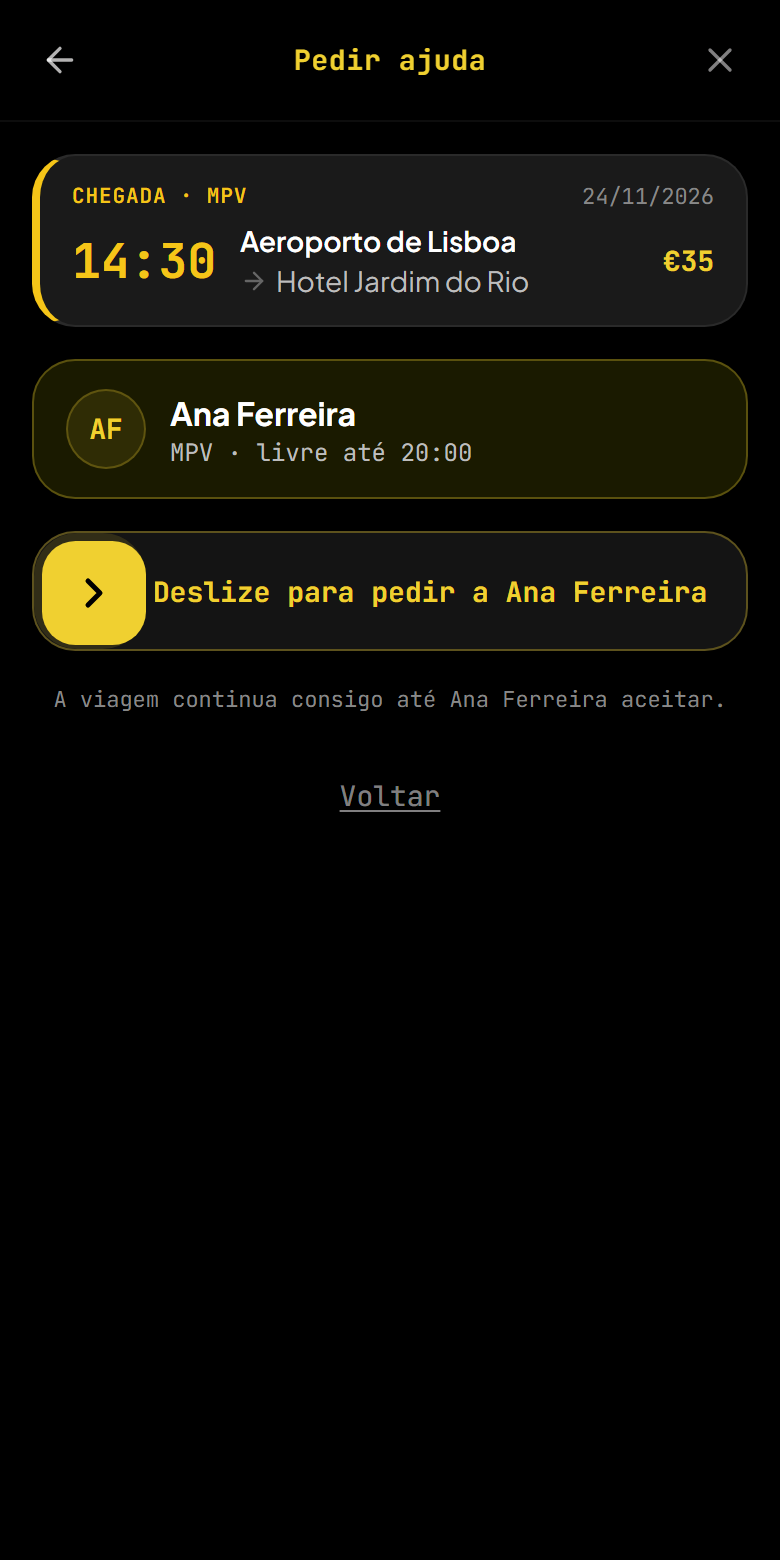 Pedir ajuda
CHEGADA · MPV 24/11/2026
14:30 Aeroporto de Lisboa €35
→ Hotel Jardim do Rio
AF Ana Ferreira
MPV · livre até 20:00
Deslize para pedir a Ana Ferreira
A viagem continua consigo até Ana Ferreira aceitar.
Voltar